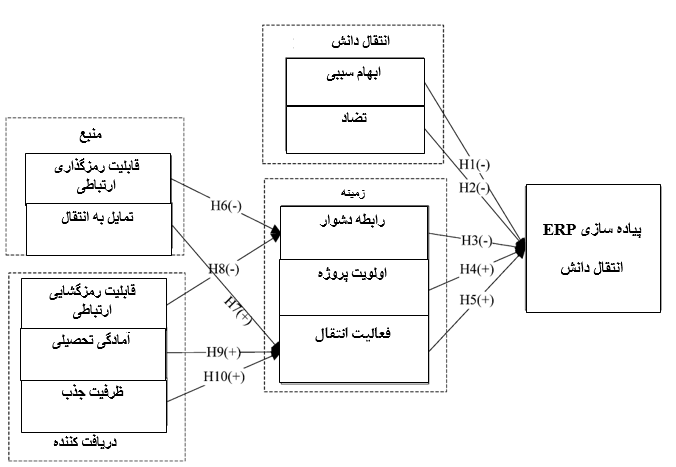 انتقال دانش
ابهام سببی
تضاد
منبع
قابلیت رمزگذاری
ارتباطی
تمایل به انتقال
زمینه
رابطه دشوار
اولویت پروژه
فعالیت انتقال
قابلیت رمزگشایی
ارتباطی
آمادگی تحصیلی
ظرفیت جذب
دریافت کننده
H1(-)
H2(-)
H3(-)
H4(+)
H5(+)
H6(-)
H8(-)
H7(+)
H9(+)
H10(+)
پیاده سازی ERP
انتقال دانش